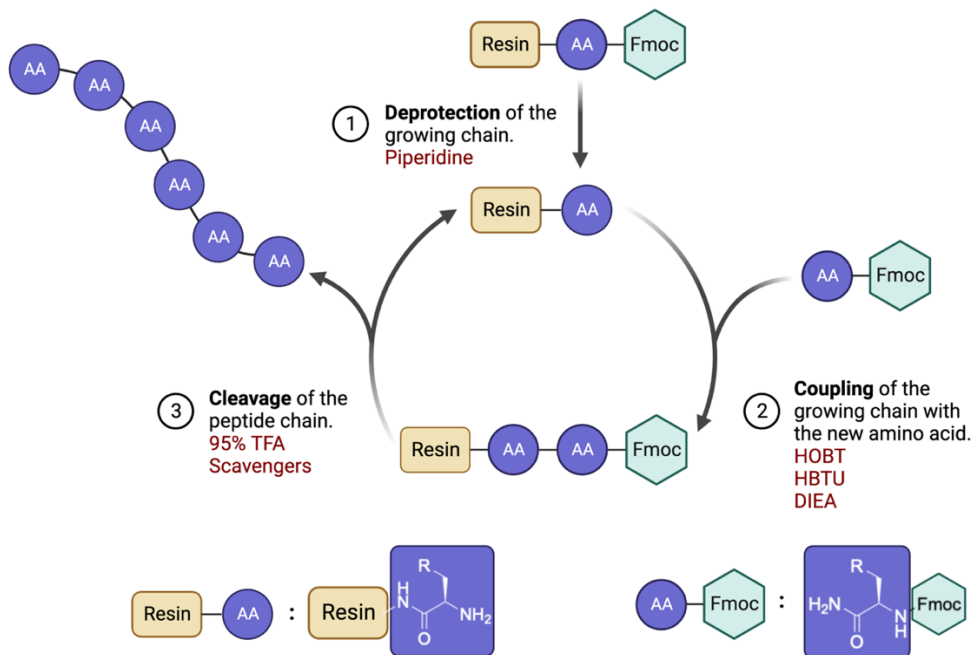 Resin AA Fmoc
AA
AA
AA
AA
AA
AA
1 Deprotection of the
growing chain.
Piperidine
Resin AA
AA Fmoc
3 Cleavage of the
peptide chain.
95% TFA
Scavengers
Resin AA AA Fmoc
2 Coupling of the
growing chain with
the new amino acid.
HOBT
HBTU
DIEA
Resin AA : Resin H N O R NH₂
AA Fmoc : H₂N O R N H Fmoc